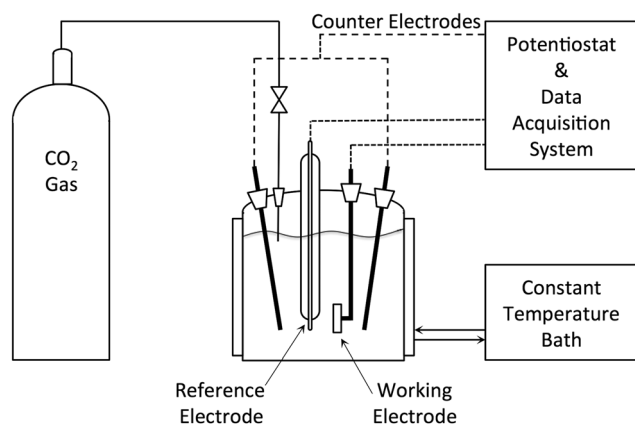 Counter Electrodes
Potentiostat
&
Data
Acquisition
System
CO₂
Gas
Constant
Temperature
Bath
Reference
Electrode
Working
Electrode